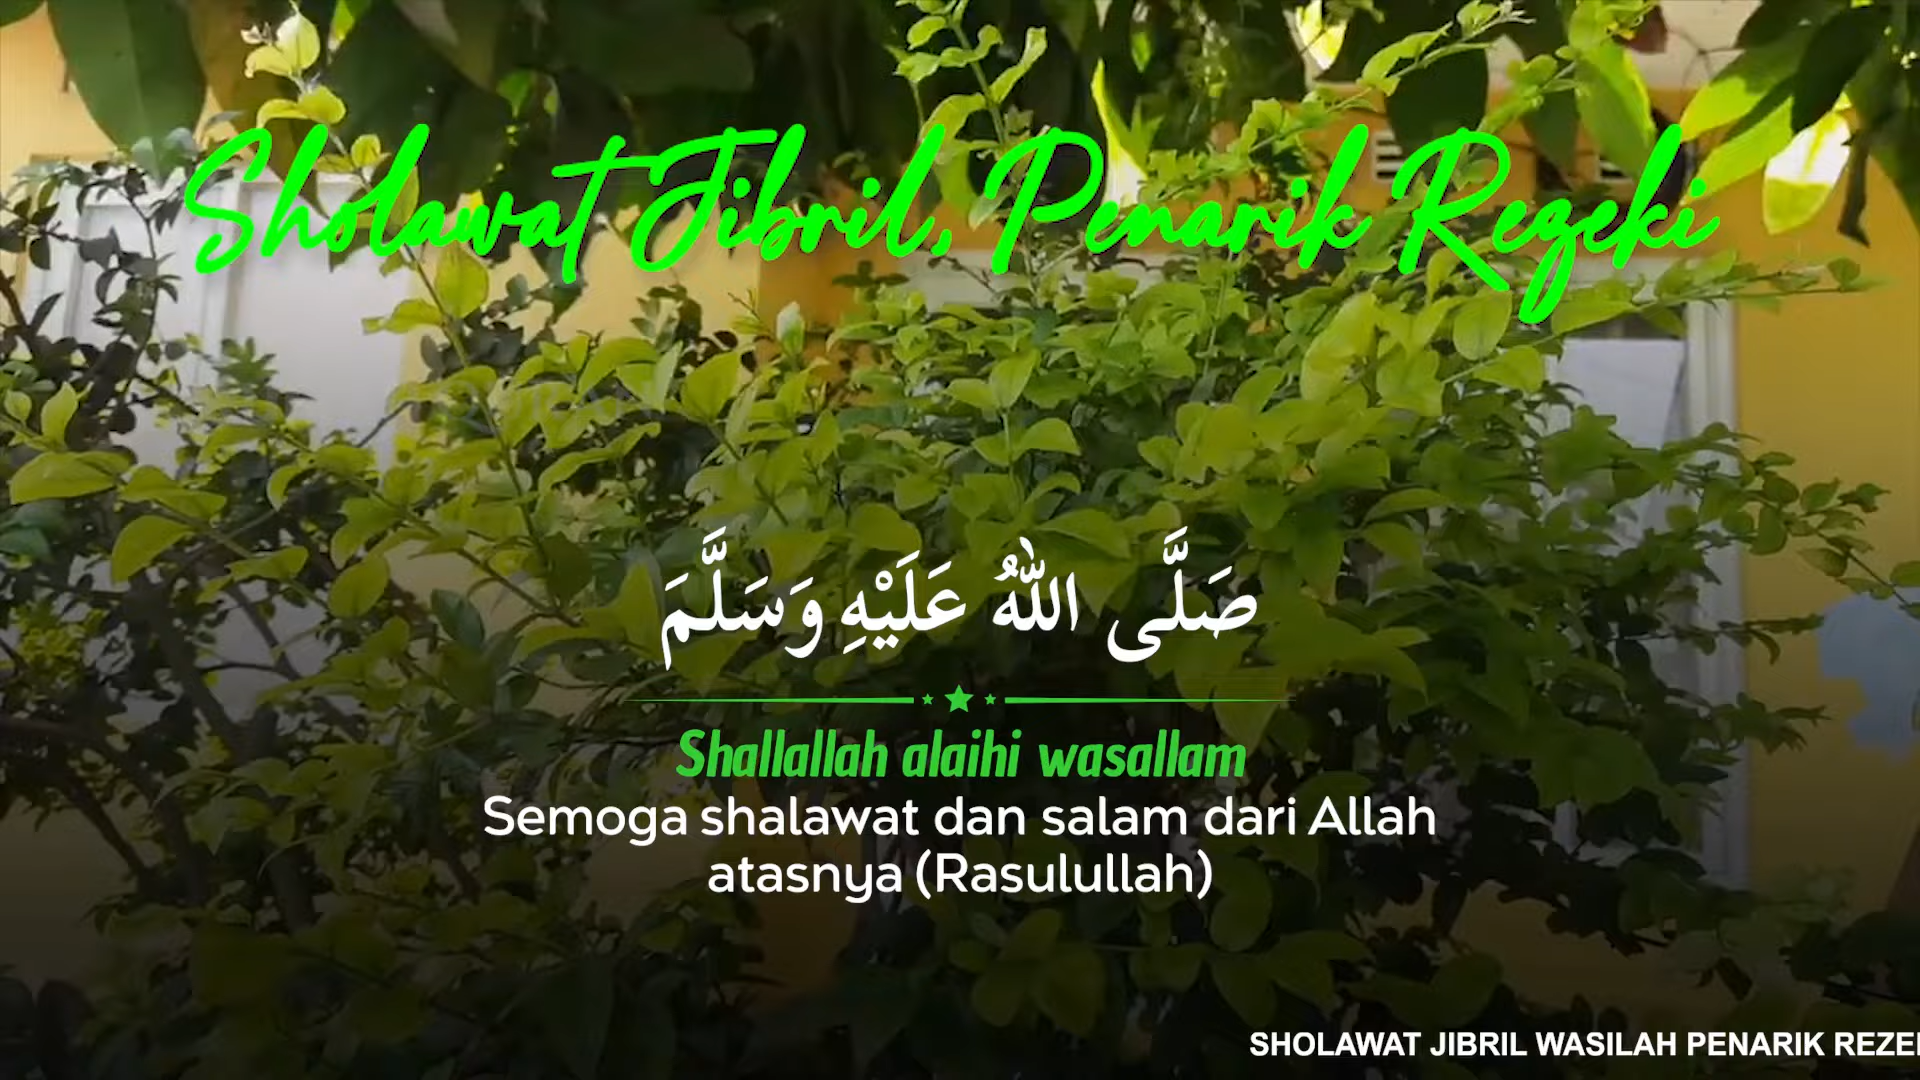 Sholawat Jibril, Penarik Rezeki
صَلَّى اللّٰهُ عَلَيْهِ وَسَلَّمَ
Shallallah alaihi wasallam
Semoga shalawat dan salam dari Allah
atasnya (Rasulullah)
SHOLAWAT JIBRIL WASILAH PENARIK